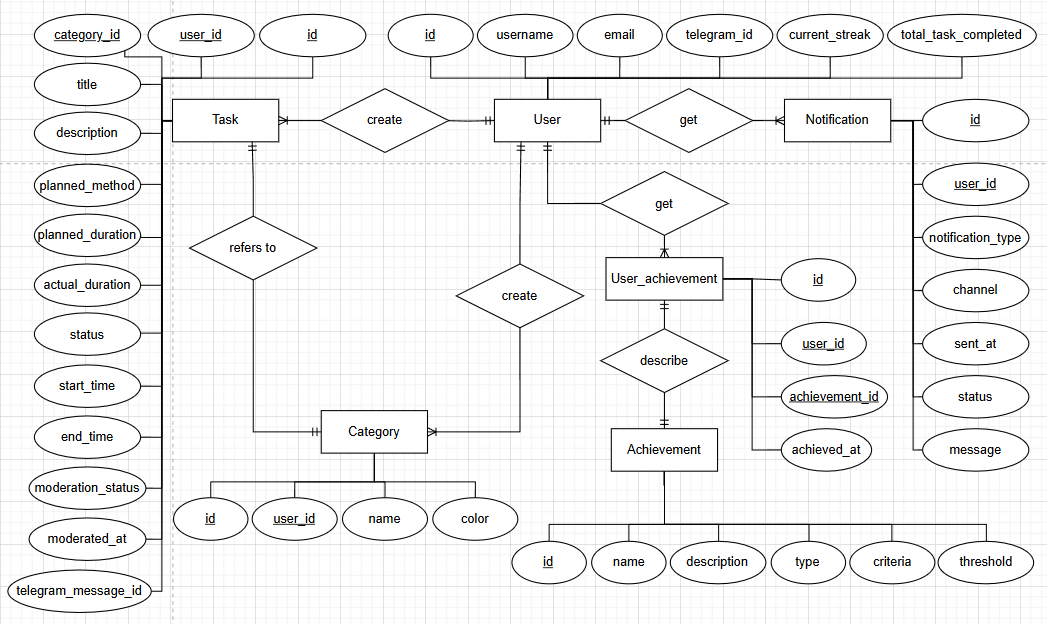 category_id
user_id
id
id
username
email
telegram_id
current_streak
total_task_completed
title
description
planned_method
planned_duration
actual_duration
status
start_time
end_time
moderation_status
moderated_at
telegram_message_id
Task
create
User
get
Notification
id
user_id
notification_type
channel
sent_at
status
message
refers to
create
get
User_achievement
id
user_id
achievement_id
achieved_at
describe
Category
id
user_id
name
color
Achievement
id
name
description
type
criteria
threshold